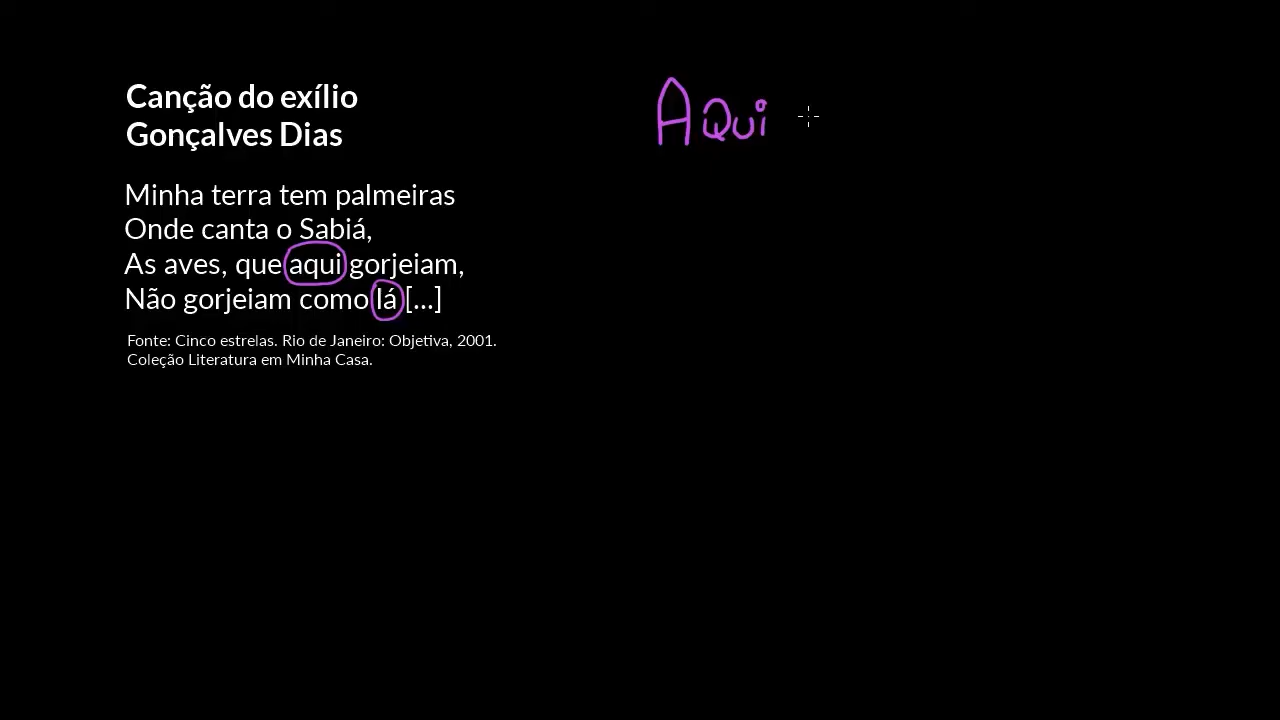 Canção do exílio
Gonçalves Dias
Minha terra tem palmeiras
Onde canta o Sabiá,
As aves, que aqui gorjeiam,
Não gorjeiam como lá [...]
Fonte: Cinco estrelas. Rio de Janeiro: Objetiva, 2001.
Coleção Literatura em Minha Casa.
AQui